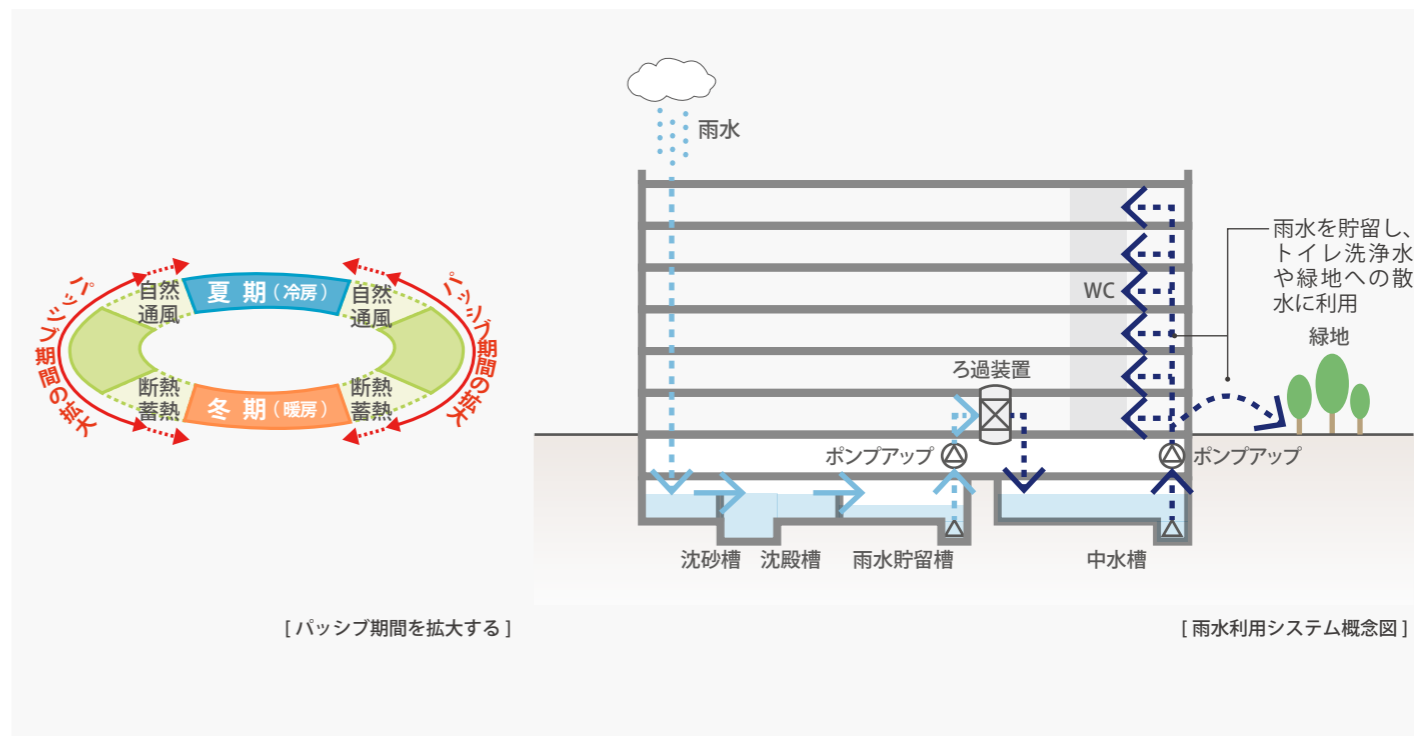 パッシブ期間の拡大
自然
通風
夏 期（冷房）
自然
通風
パッシブ期間の拡大
断熱
蓄熱
冬 期（暖房）
断熱
蓄熱
[ パッシブ期間を拡大する ]
雨水
雨水を貯留し、
トイレ洗浄水
や緑地への散
水に利用
WC
緑地
ろ過装置
ポンプアップ
ポンプアップ
沈砂槽
沈殿槽
雨水貯留槽
中水槽
[ 雨水利用システム概念図 ]